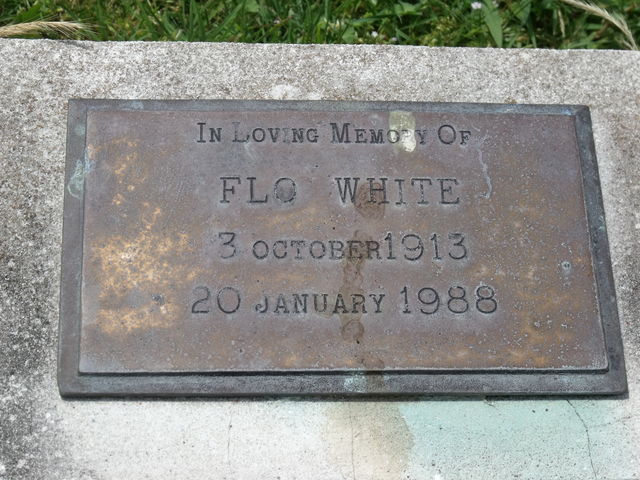 In Loving Memory Of
FLO WHITE
3 OCTOBER 1913
20 JANUARY 1988